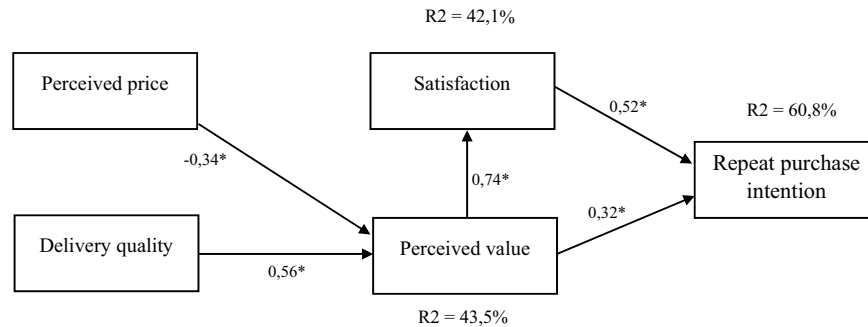 R2 = 42,1%
Perceived price
Satisfaction
0,52*
R2 = 60,8%
-0,34*
0,74*
Repeat purchase
intention
Delivery quality
0,56*
Perceived value
0,32*
R2 = 43,5%